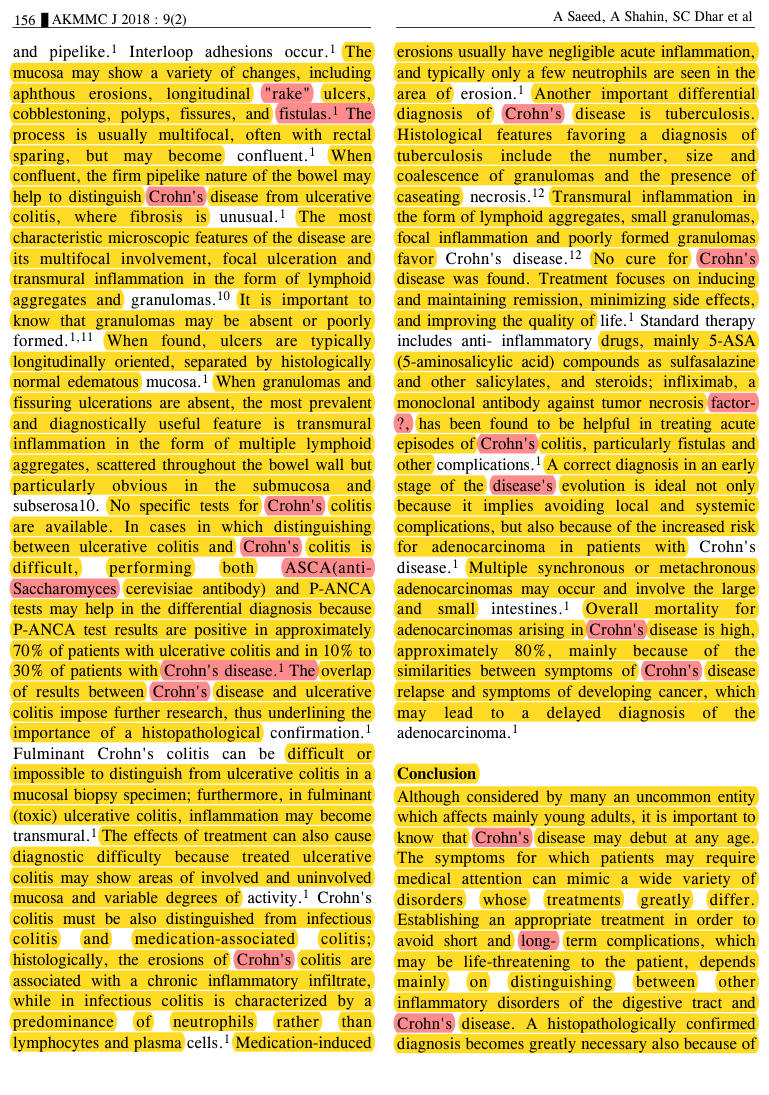 156 AKMMC J 2018 : 9(2)
A Saeed, A Shahin, SC Dhar et al
and pipelike.1 Interloop adhesions occur.1 The
mucosa may show a variety of changes, including
aphthous erosions, longitudinal "rake" ulcers,
cobblestoning, polyps, fissures, and fistulas.1 The
process is usually multifocal, often with rectal
sparing, but may become confluent.1 When
confluent, the firm pipelike nature of the bowel may
help to distinguish Crohn's disease from ulcerative
colitis, where fibrosis is unusual.1 The most
characteristic microscopic features of the disease are
its multifocal involvement, focal ulceration and
transmural inflammation in the form of lymphoid
aggregates and granulomas.10 It is important to
know that granulomas may be absent or poorly
formed.1,11 When found, ulcers are typically
longitudinally oriented, separated by histologically
normal edematous mucosa.1 When granulomas and
fissuring ulcerations are absent, the most prevalent
and diagnostically useful feature is transmural
inflammation in the form of multiple lymphoid
aggregates, scattered throughout the bowel wall but
particularly obvious in the submucosa and
subserosa10. No specific tests for Crohn's colitis
are available. In cases in which distinguishing
between ulcerative colitis and Crohn's colitis is
difficult, performing both ASCA(anti-
Saccharomyces cerevisiae antibody) and P-ANCA
tests may help in the differential diagnosis because
P-ANCA test results are positive in approximately
70% of patients with ulcerative colitis and in 10% to
30% of patients with Crohn's disease.1 The overlap
of results between Crohn's disease and ulcerative
colitis impose further research, thus underlining the
importance of a histopathological confirmation.1
Fulminant Crohn's colitis can be difficult or
impossible to distinguish from ulcerative colitis in a
mucosal biopsy specimen; furthermore, in fulminant
(toxic) ulcerative colitis, inflammation may become
transmural.1 The effects of treatment can also cause
diagnostic difficulty because treated ulcerative
colitis may show areas of involved and uninvolved
mucosa and variable degrees of activity.1 Crohn's
colitis must be also distinguished from infectious
colitis and medication-associated colitis;
histologically, the erosions of Crohn's colitis are
associated with a chronic inflammatory infiltrate,
while in infectious colitis is characterized by a
predominance of neutrophils rather than
lymphocytes and plasma cells.1 Medication-induced
erosions usually have negligible acute inflammation,
and typically only a few neutrophils are seen in the
area of erosion.1 Another important differential
diagnosis of Crohn's disease is tuberculosis.
Histological features favoring a diagnosis of
tuberculosis include the number, size and
coalescence of granulomas and the presence of
caseating necrosis.12 Transmural inflammation in
the form of lymphoid aggregates, small granulomas,
focal inflammation and poorly formed granulomas
favor Crohn's disease.12 No cure for Crohn's
disease was found. Treatment focuses on inducing
and maintaining remission, minimizing side effects,
and improving the quality of life.1 Standard therapy
includes anti- inflammatory drugs, mainly 5-ASA
(5-aminosalicylic acid) compounds as sulfasalazine
and other salicylates, and steroids; infliximab, a
monoclonal antibody against tumor necrosis factor-
?, has been found to be helpful in treating acute
episodes of Crohn's colitis, particularly fistulas and
other complications.1 A correct diagnosis in an early
stage of the disease's evolution is ideal not only
because it implies avoiding local and systemic
complications, but also because of the increased risk
for adenocarcinoma in patients with Crohn's
disease.1 Multiple synchronous or metachronous
adenocarcinomas may occur and involve the large
and small intestines.1 Overall mortality for
adenocarcinomas arising in Crohn's disease is high,
approximately 80%, mainly because of the
similarities between symptoms of Crohn's disease
relapse and symptoms of developing cancer, which
may lead to a delayed diagnosis of the
adenocarcinoma.1
Conclusion
Although considered by many an uncommon entity
which affects mainly young adults, it is important to
know that Crohn's disease may debut at any age.
The symptoms for which patients may require
medical attention can mimic a wide variety of
disorders whose treatments greatly differ.
Establishing an appropriate treatment in order to
avoid short and long- term complications, which
may be life-threatening to the patient, depends
mainly on distinguishing between other
inflammatory disorders of the digestive tract and
Crohn's disease. A histopathologically confirmed
diagnosis becomes greatly necessary also because of